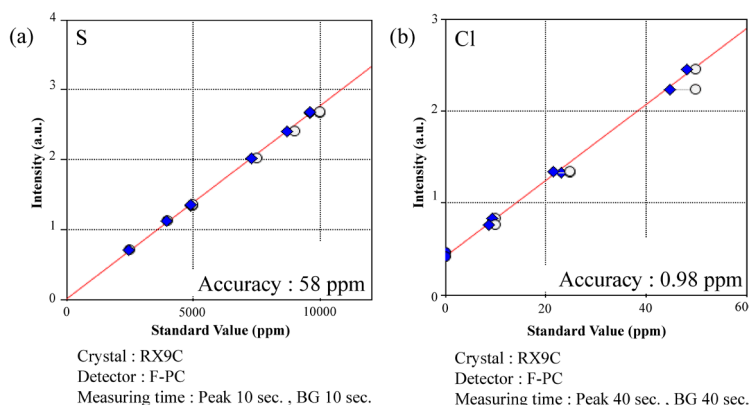 (a)
S
4
3
2
1
0
Intensity (a.u.)
Accuracy : 58 ppm
0
5000
10000
Standard Value (ppm)
Crystal : RX9C
Detector : F-PC
Measuring time : Peak 10 sec. , BG 10 sec.
(b)
Cl
3
2
1
0
Intensity (a.u.)
Accuracy : 0.98 ppm
0
20
40
60
Standard Value (ppm)
Crystal : RX9C
Detector : F-PC
Measuring time : Peak 40 sec. , BG 40 sec.